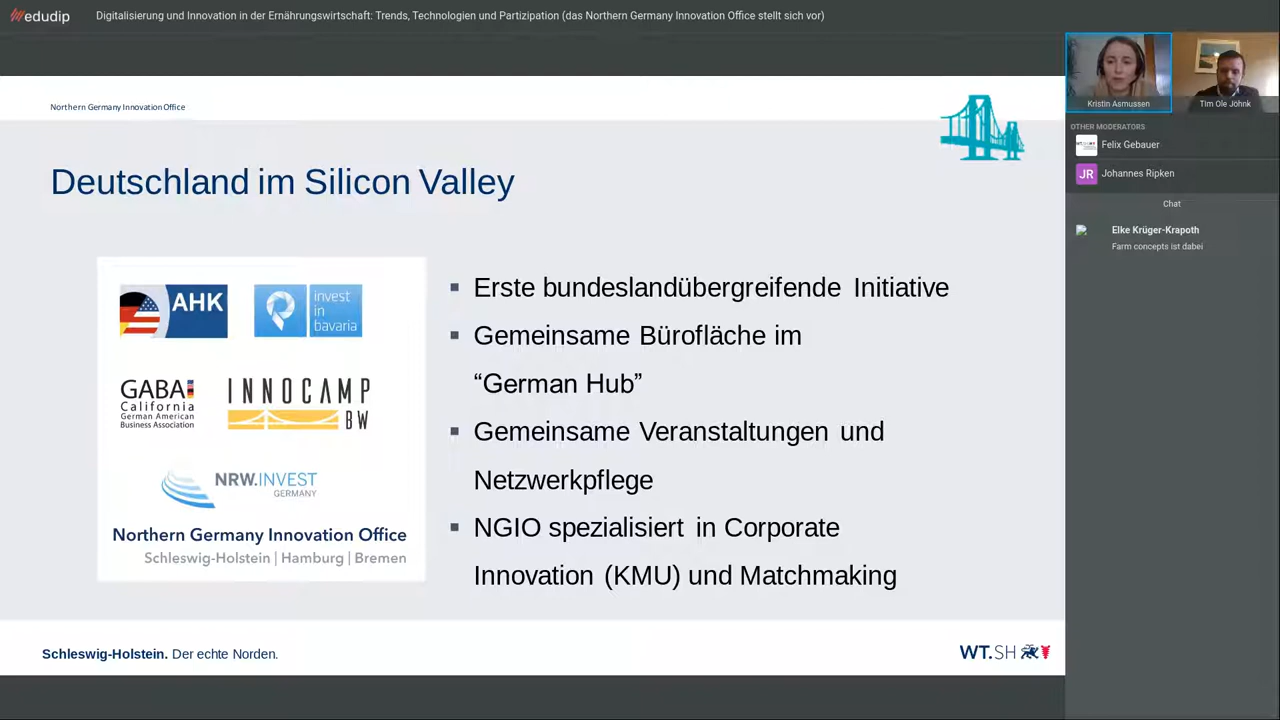 edudip
Digitalisierung und Innovation in der Ernährungswirtschaft: Trends, Technologien und Partizipation (das Northern Germany Innovation Office stellt sich vor)
Northern Germany Innovation Office
Deutschland im Silicon Valley
AHK
invest
in
bavaria
GABA
California
German American
Business Association
INNOCAMP
BW
NRW.INVEST
GERMANY
Northern Germany Innovation Office
Schleswig-Holstein | Hamburg | Bremen
Erste bundeslandübergreifende Initiative
Gemeinsame Bürofläche im
“German Hub”
Gemeinsame Veranstaltungen und
Netzwerkpflege
NGIO spezialisiert in Corporate
Innovation (KMU) und Matchmaking
Schleswig-Holstein. Der echte Norden.
WT.SH
Kristin Asmussen
Tim Ole Jöhnk
OTHER MODERATORS
Felix Gebauer
JR Johannes Ripken
Chat
Elke Krüger-Krapoth
Farm concepts ist dabei